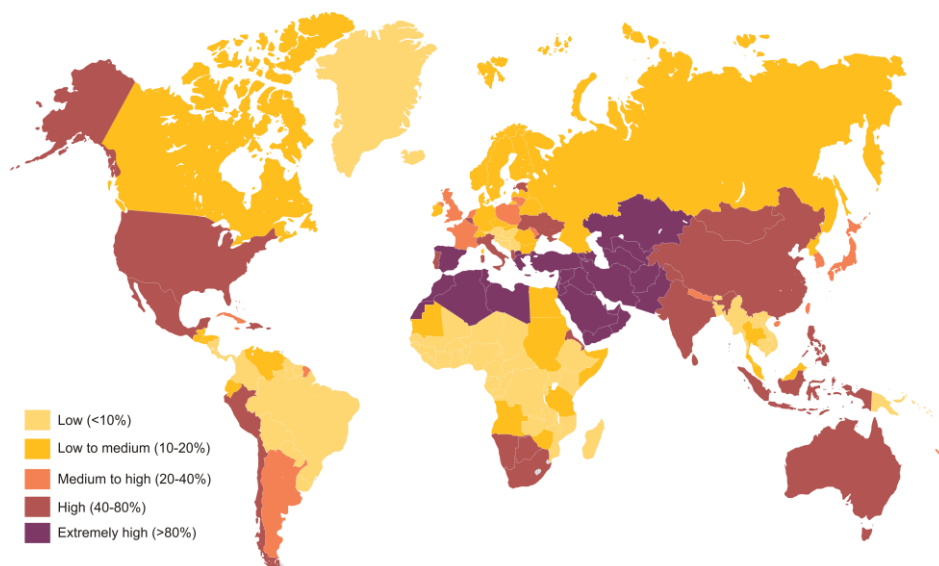 Low (<10%)
Low to medium (10-20%)
Medium to high (20-40%)
High (40-80%)
Extremely high (>80%)